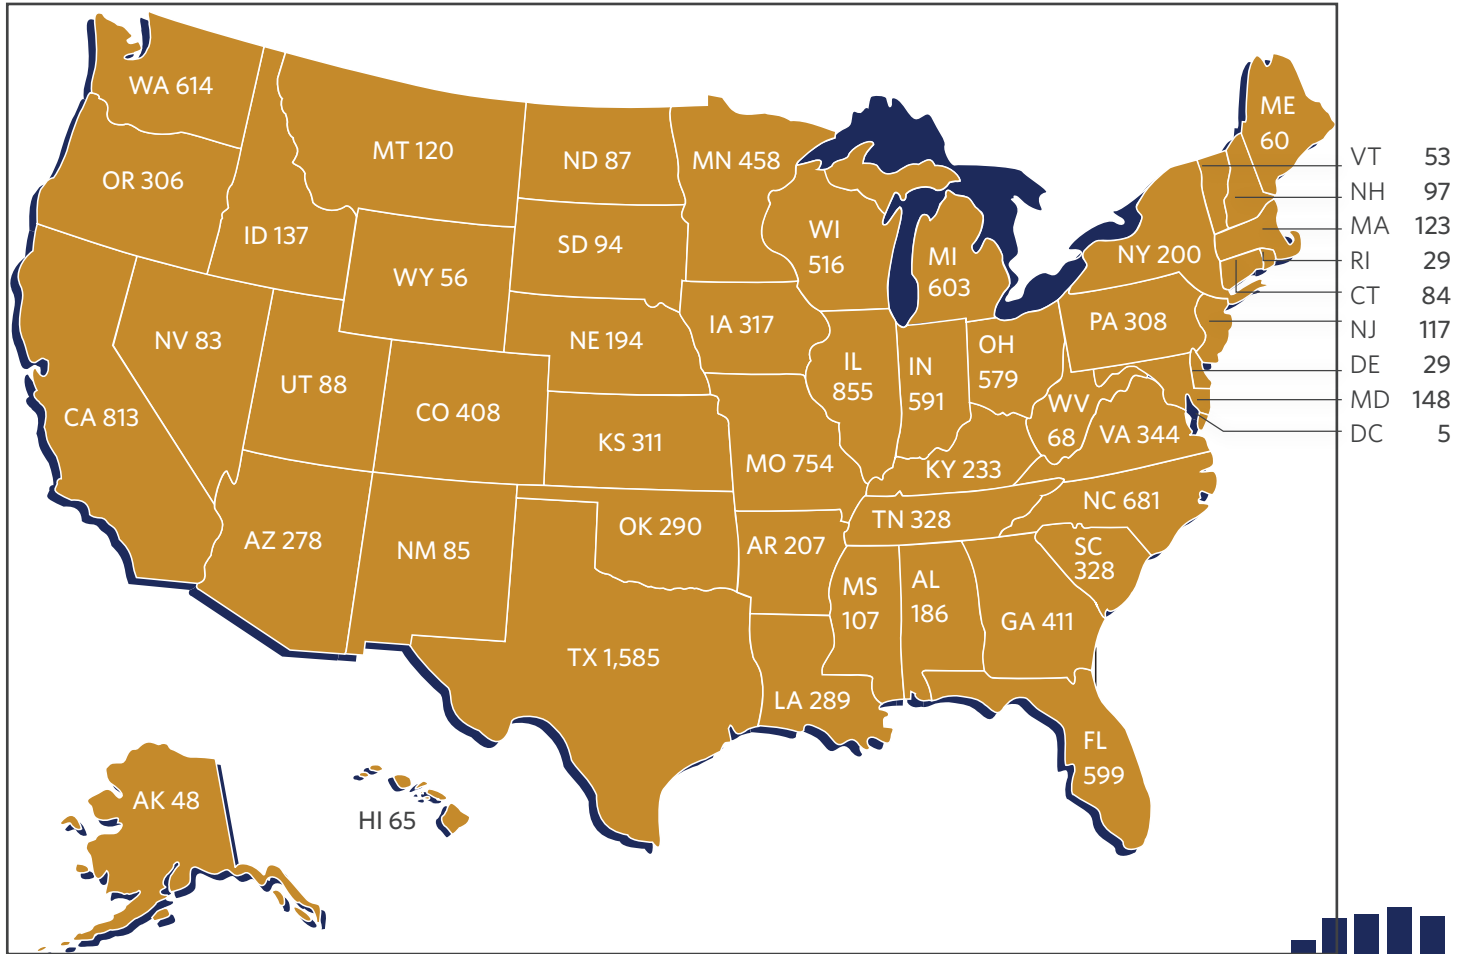 WA 614
OR 306
MT 120
ID 137
WY 56
ND 87
SD 94
NE 194
MN 458
WI
516
MI
603
IA 317
IL
855
IN
591
OH
579
NV 83
UT 88
CO 408
CA 813
KS 311
MO 754
KY 233
WV
68
VA 344
PA 308
NY 200
ME
60
VT 53
NH 97
MA 123
RI 29
CT 84
NJ 117
DE 29
MD 148
DC 5
AZ 278
NM 85
OK 290
AR 207
TN 328
NC 681
SC
328
MS
107
AL
186
GA 411
TX 1,585
LA 289
FL
599
AK 48
HI 65